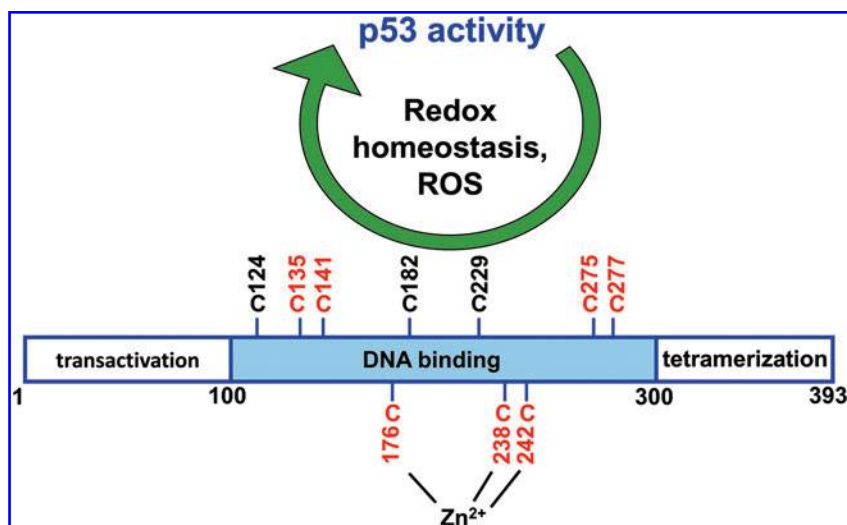 p53 activity
Redox
homeostasis,
ROS
C124
C135
C141
C182
C229
C275
C277
transactivation
DNA binding
tetramerization
1
100
300
393
176 C
238 C
242 C
Zn²⁺